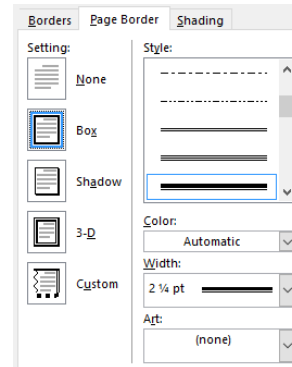 Borders Page Border Shading
Setting:
None
Box
Shadow
3-D
Custom
Style:
Color:
Automatic
Width:
2 ¼ pt
Art:
(none)